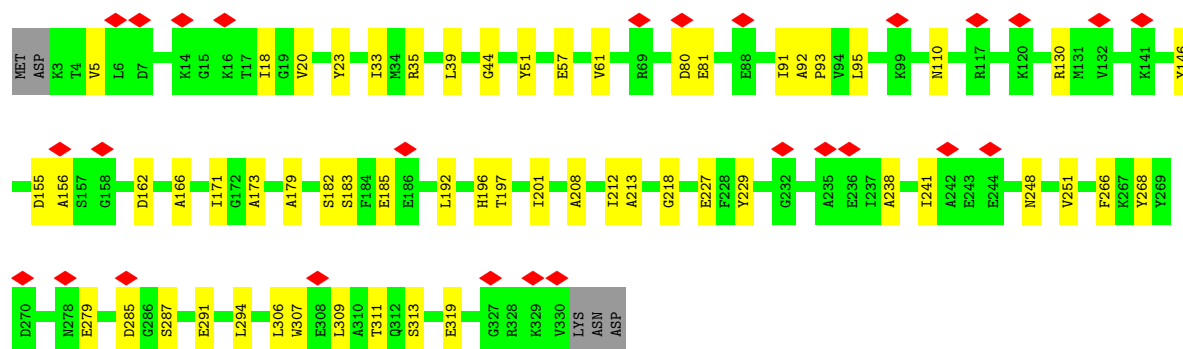 MET ASP K3 T4 V5 L6 D7 K14 G15 K16 T17 I18 G19 V20 Y23 I33 M34 R35 L39 G44 Y51 E57 V61 R69 D80 E81 E88 I91 A92 P93 V94 L95 K99 N110 R117 K120 R130 M131 V132 K141 Y146
D155 A156 S157 G158 D162 A166 I171 G172 A173 A179 S182 S183 F184 E185 E186 L192 H196 T197 I201 A208 I212 A213 G218 E227 F228 Y229 G232 A235 E236 I237 A238 I241 A242 E243 E244 N248 V251 F266 K267 Y268 Y269
D270 N278 E279 D285 G286 S287 E291 L294 L306 W307 E308 L309 A310 T311 Q312 S313 E319 G327 R328 K329 V330 LYS ASN ASP